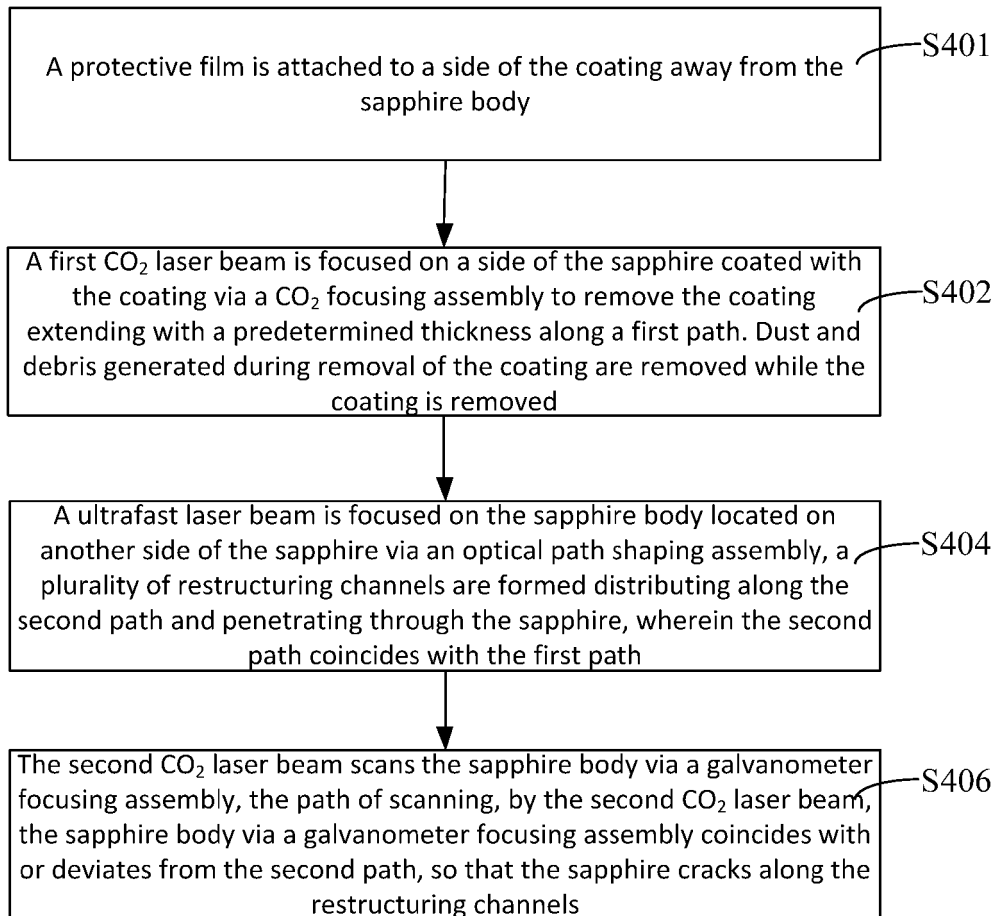 A protective film is attached to a side of the coating away from the
sapphire body
S401
A first CO₂ laser beam is focused on a side of the sapphire coated with
the coating via a CO₂ focusing assembly to remove the coating
extending with a predetermined thickness along a first path. Dust and
debris generated during removal of the coating are removed while the
coating is removed
S402
A ultrafast laser beam is focused on the sapphire body located on
another side of the sapphire via an optical path shaping assembly, a
plurality of restructuring channels are formed distributing along the
second path and penetrating through the sapphire, wherein the second
path coincides with the first path
S404
The second CO₂ laser beam scans the sapphire body via a galvanometer
focusing assembly, the path of scanning, by the second CO₂ laser beam,
the sapphire body via a galvanometer focusing assembly coincides with
or deviates from the second path, so that the sapphire cracks along the
restructuring channels
S406